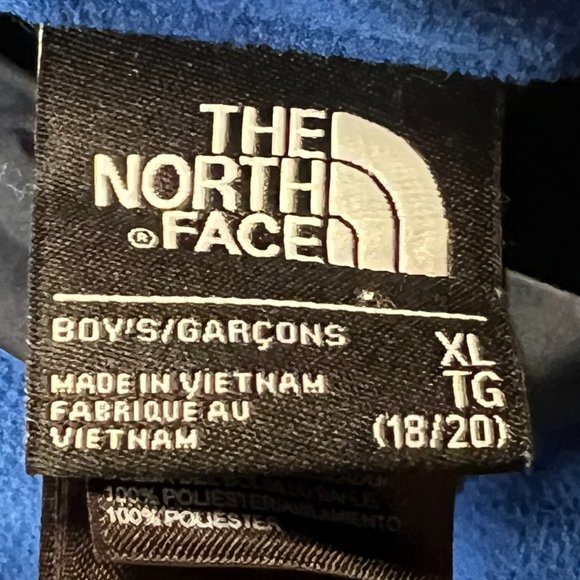 THE
NORTH
® FACE
BOY'S/GARÇONS
XL
TG
(18/20)
MADE IN VIETNAM
FABRIQUE AU
VIETNAM
100% POLIESTER/AISLAMIENTO
100% POLIESTER